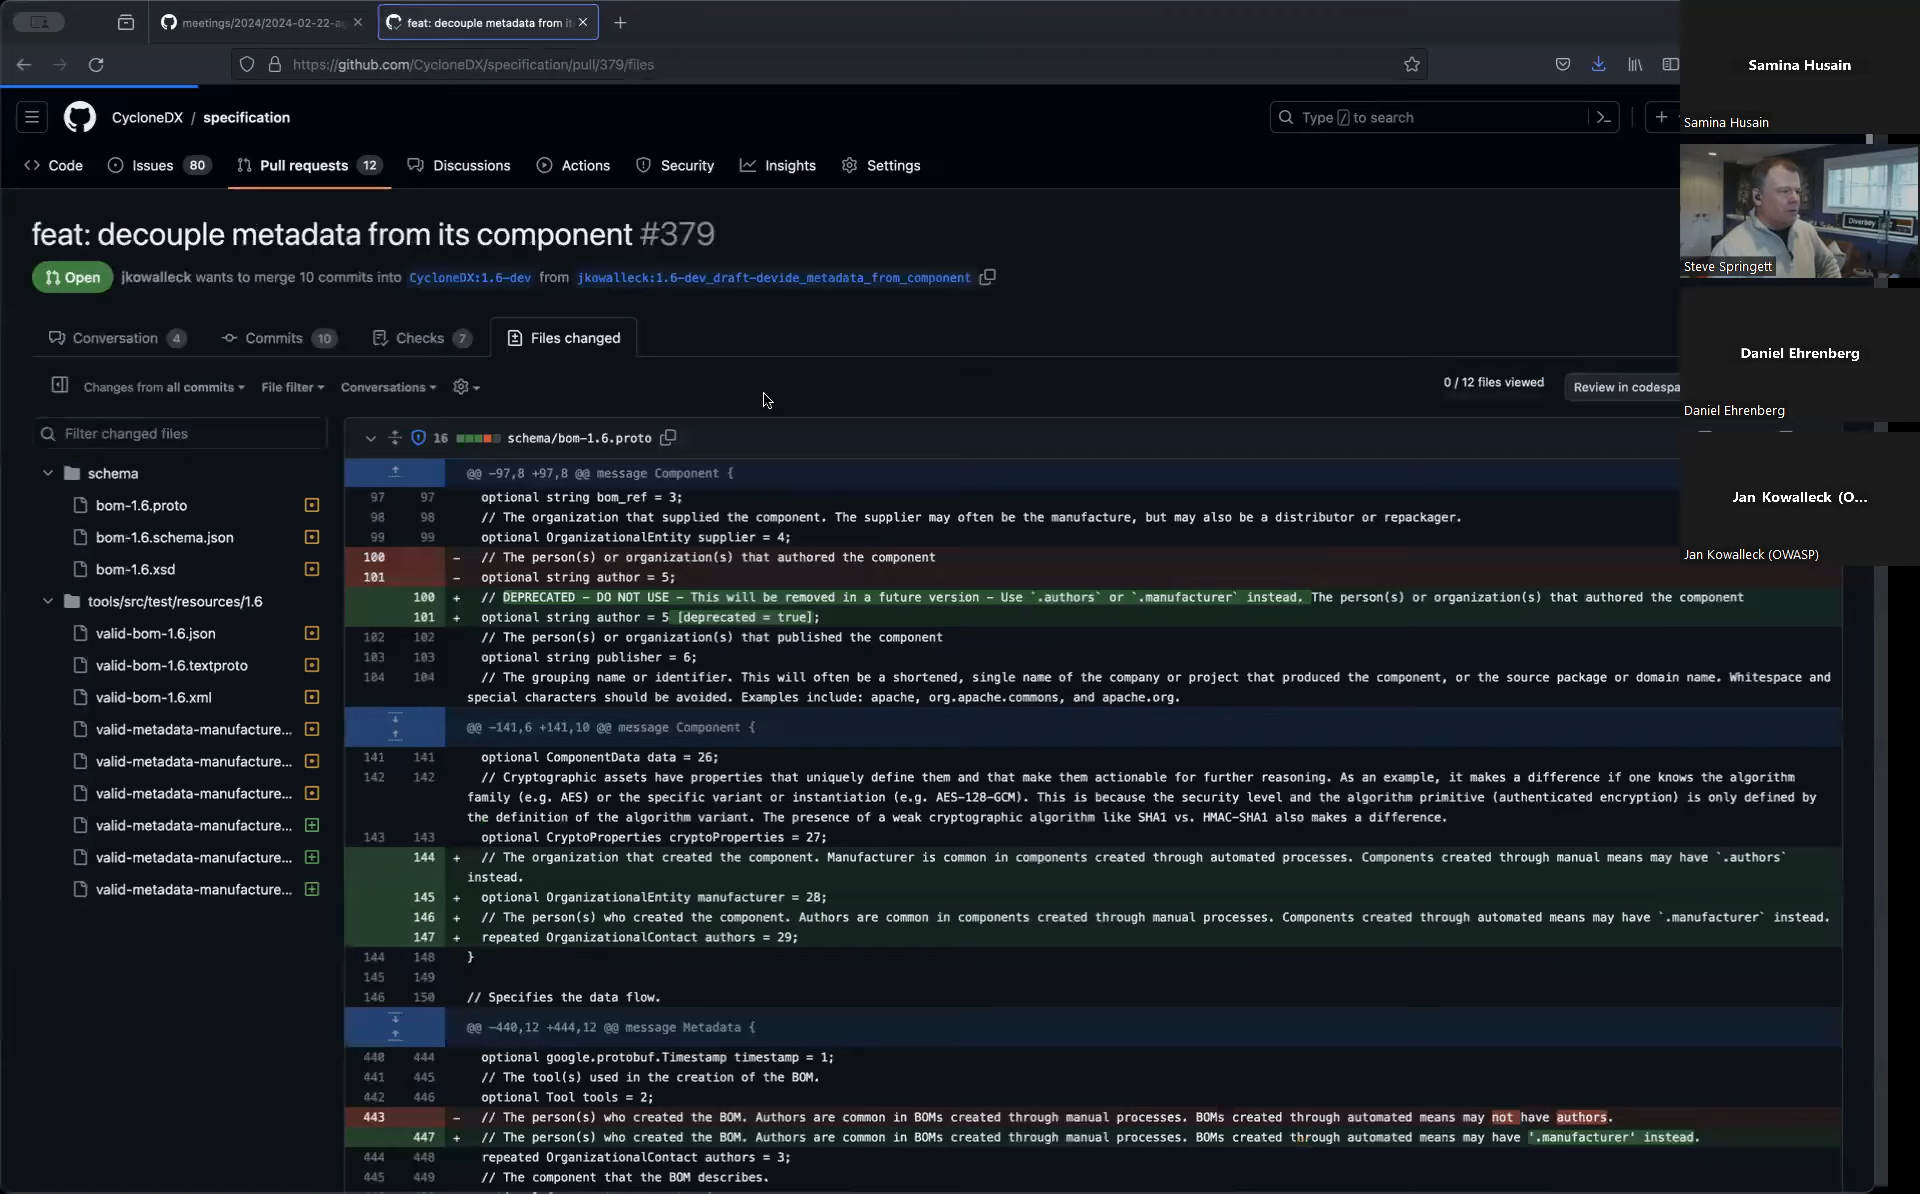 meetings/2024/2024-02-22-a
feat: decouple metadata from it
https://github.com/CycloneDX/specification/pull/379/files
CycloneDX / specification
Type / to search
Code
Issues 80
Pull requests 12
Discussions
Actions
Security
Insights
Settings
feat: decouple metadata from its component #379
Open
jkowalleck wants to merge 10 commits into CycloneDX:1.6-dev from jkowalleck:1.6-dev_draft-devide_metadata_from_component
Conversation 4
Commits 10
Checks 7
Files changed
Changes from all commits
File filter
Conversations
0 / 12 files viewed
Review in codespa
Filter changed files
schema
bom-1.6.proto
bom-1.6.schema.json
bom-1.6.xsd
tools/src/test/resources/1.6
valid-bom-1.6.json
valid-bom-1.6.textproto
valid-bom-1.6.xml
valid-metadata-manufacture...
valid-metadata-manufacture...
valid-metadata-manufacture...
valid-metadata-manufacture...
valid-metadata-manufacture...
valid-metadata-manufacture...
16 schema/bom-1.6.proto
@@ -97,8 +97,8 @@ message Component {
97 97 optional string bom_ref = 3;
98 98 // The organization that supplied the component. The supplier may often be the manufacture, but may also be a distributor or repackager.
99 99 optional OrganizationalEntity supplier = 4;
100 - // The person(s) or organization(s) that authored the component
101 - optional string author = 5;
100 + // DEPRECATED - DO NOT USE - This will be removed in a future version - Use `.authors` or `.manufacturer` instead. The person(s) or organization(s) that authored the component
101 + optional string author = 5 [deprecated = true];
102 102 // The person(s) or organization(s) that published the component
103 103 optional string publisher = 6;
104 104 // The grouping name or identifier. This will often be a shortened, single name of the company or project that produced the component, or the source package or domain name. Whitespace and
special characters should be avoided. Examples include: apache, org.apache.commons, and apache.org.
@@ -141,6 +141,10 @@ message Component {
141 141 optional ComponentData data = 26;
142 142 // Cryptographic assets have properties that uniquely define them and that make them actionable for further reasoning. As an example, it makes a difference if one knows the algorithm
family (e.g. AES) or the specific variant or instantiation (e.g. AES-128-GCM). This is because the security level and the algorithm primitive (authenticated encryption) is only defined by
the definition of the algorithm variant. The presence of a weak cryptographic algorithm like SHA1 vs. HMAC-SHA1 also makes a difference.
143 143 optional CryptoProperties cryptoProperties = 27;
144 + // The organization that created the component. Manufacturer is common in components created through automated processes. Components created through manual means may have `.authors`
instead.
145 + optional OrganizationalEntity manufacturer = 28;
146 + // The person(s) who created the component. Authors are common in components created through manual processes. Components created through automated means may have `.manufacturer` instead.
147 + repeated OrganizationalContact authors = 29;
144 148 }
145 149
146 150 // Specifies the data flow.
@@ -440,12 +444,12 @@ message Metadata {
440 444 optional google.protobuf.Timestamp timestamp = 1;
441 445 // The tool(s) used in the creation of the BOM.
442 446 optional Tool tools = 2;
443 - // The person(s) who created the BOM. Authors are common in BOMs created through manual processes. BOMs created through automated means may not have authors.
447 + // The person(s) who created the BOM. Authors are common in BOMs created through manual processes. BOMs created through automated means may have '.manufacturer' instead.
444 448 repeated OrganizationalContact authors = 3;
445 449 // The component that the BOM describes.
Samina Husain
Samina Husain
Diversey
Steve Springett
Daniel Ehrenberg
Daniel Ehrenberg
Jan Kowalleck (O...
Jan Kowalleck (OWASP)